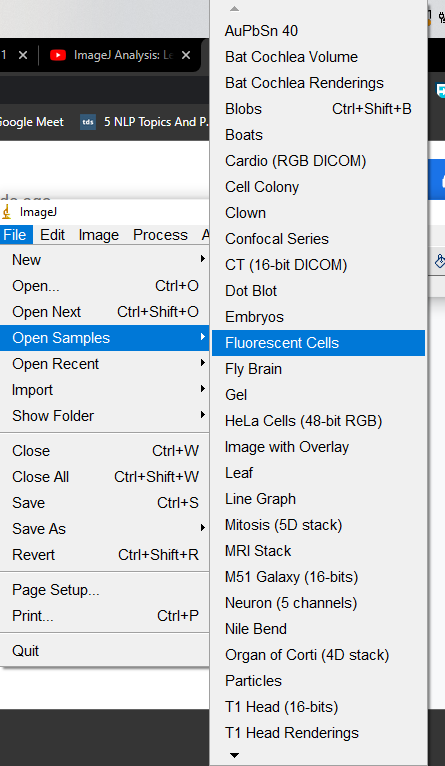 1
ImageJ Analysis: Le
oogle Meet
tds
5 NLP Topics And P..
ImageJ
File Edit Image Process A
New
Open... Ctrl+O
Open Next Ctrl+Shift+O
Open Samples
Open Recent
Import
Show Folder
Close Ctrl+W
Close All Ctrl+Shift+W
Save Ctrl+S
Save As
Revert Ctrl+Shift+R
Page Setup...
Print... Ctrl+P
Quit
AuPbSn 40
Bat Cochlea Volume
Bat Cochlea Renderings
Blobs Ctrl+Shift+B
Boats
Cardio (RGB DICOM)
Cell Colony
Clown
Confocal Series
CT (16-bit DICOM)
Dot Blot
Embryos
Fluorescent Cells
Fly Brain
Gel
HeLa Cells (48-bit RGB)
Image with Overlay
Leaf
Line Graph
Mitosis (5D stack)
MRI Stack
M51 Galaxy (16-bits)
Neuron (5 channels)
Nile Bend
Organ of Corti (4D stack)
Particles
T1 Head (16-bits)
T1 Head Renderings